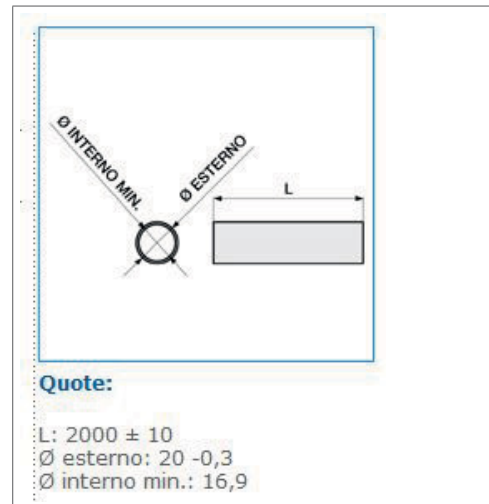 Ø INTERNO MIN.
Ø ESTERNO
L
Quote:
L: 2000 ± 10
Ø esterno: 20 -0,3
Ø interno min.: 16,9